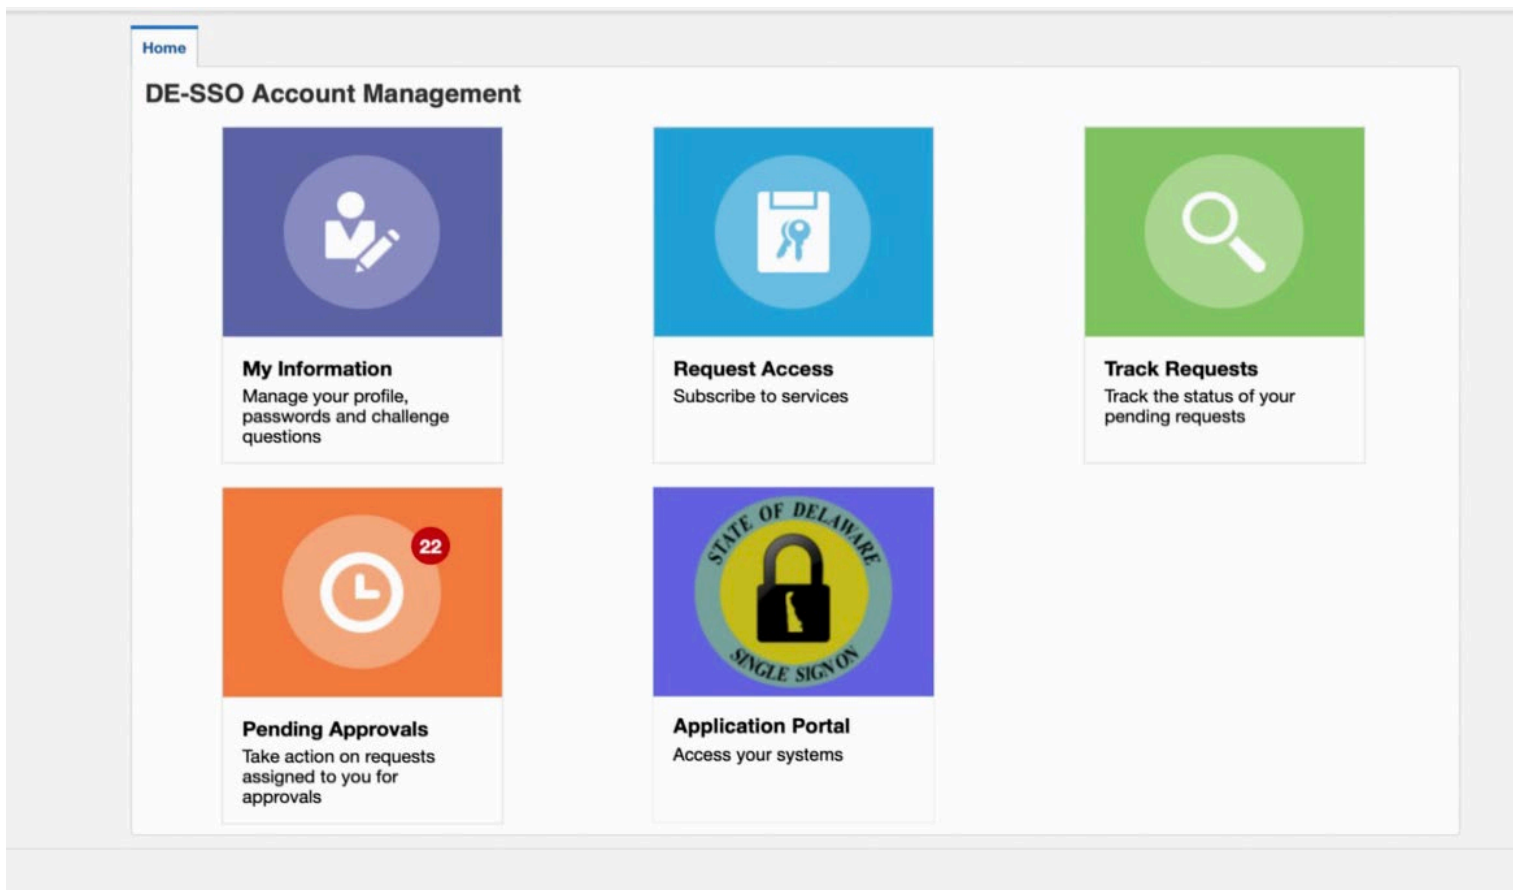 Home
DE-SSO Account Management
My Information
Manage your profile,
passwords and challenge
questions
Request Access
Subscribe to services
Track Requests
Track the status of your
pending requests
22
Pending Approvals
Take action on requests
assigned to you for
approvals
STATE OF DELAWARE
SINGLE SIGN ON
Application Portal
Access your systems